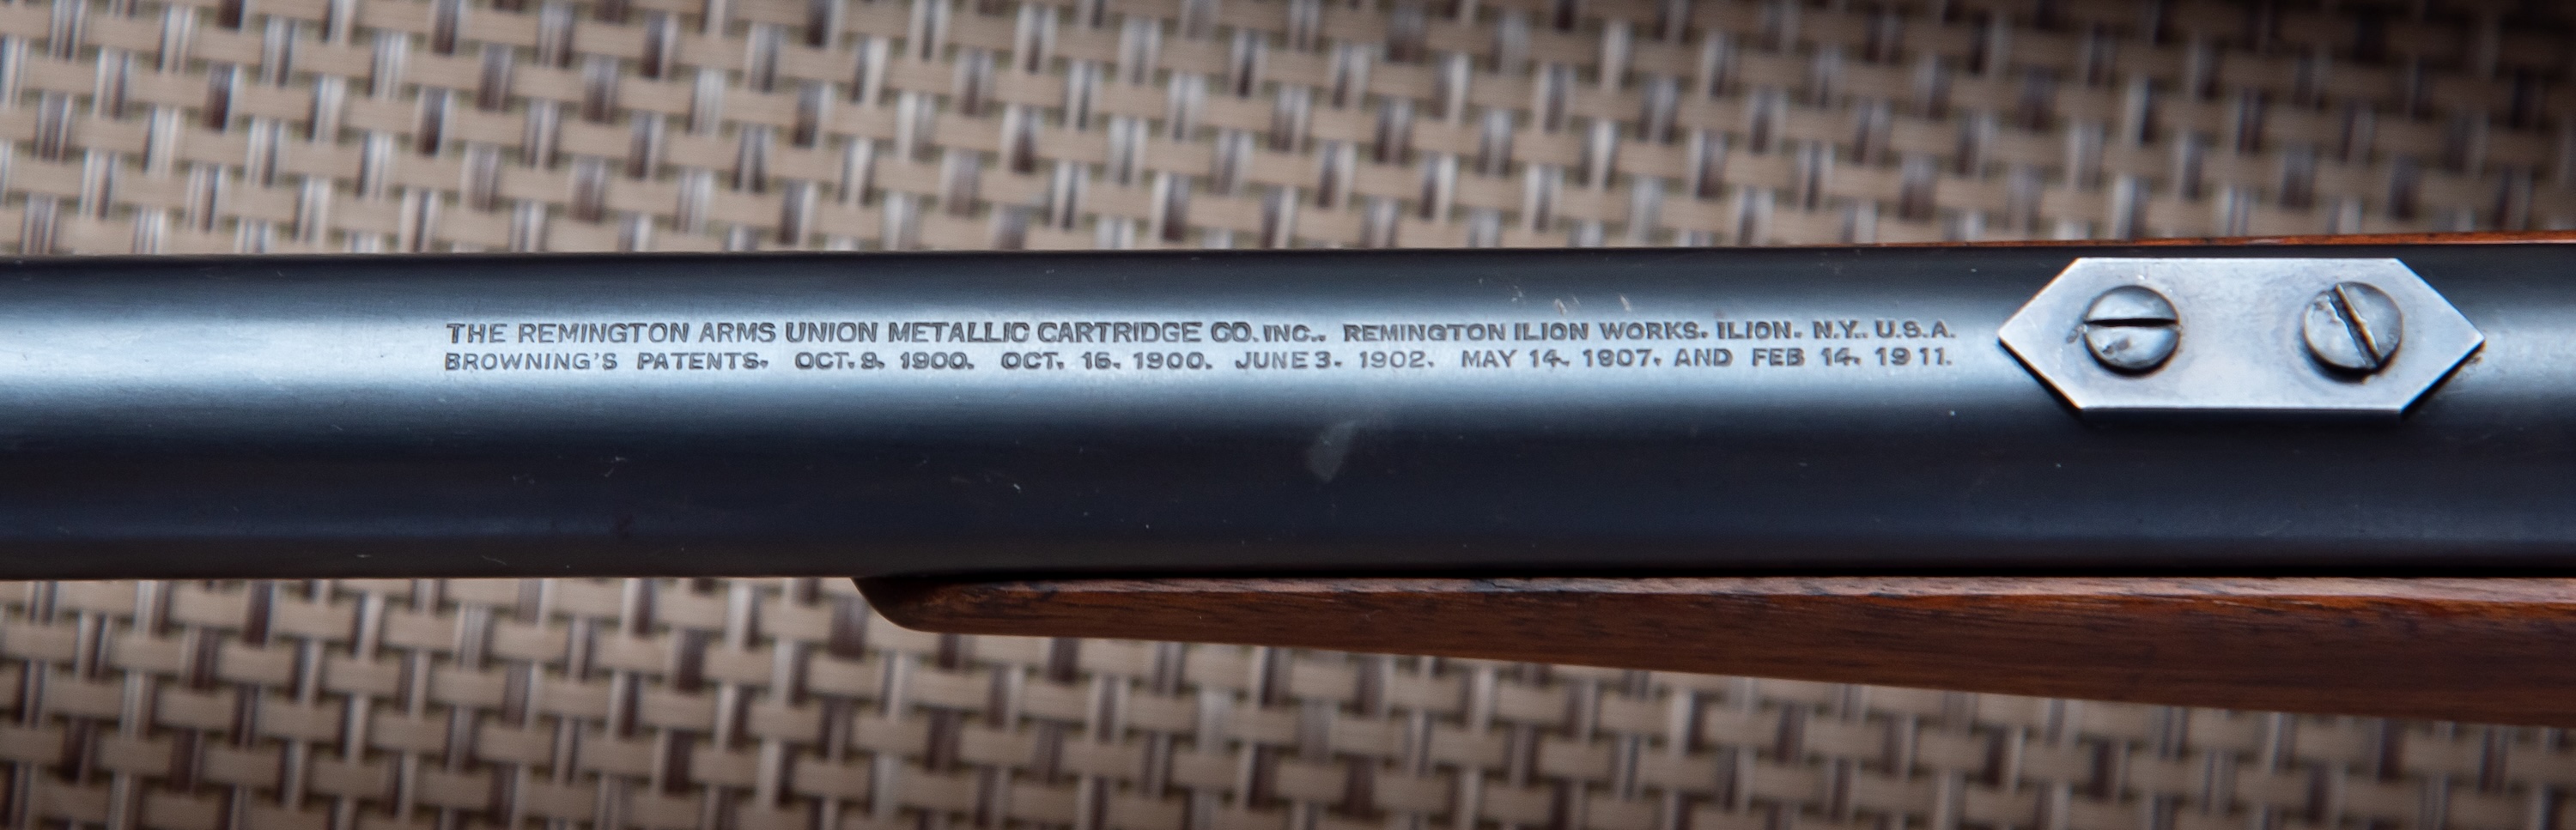 THE REMINGTON ARMS UNION METALLIC CARTRIDGE CO. INC.. REMINGTON ILION WORKS. ILION. N.Y.. U.S.A.
BROWNING'S PATENTS. OCT. 9. 1900. OCT. 16. 1900. JUNE 3. 1902. MAY 14. 1907. AND FEB 14. 1911.